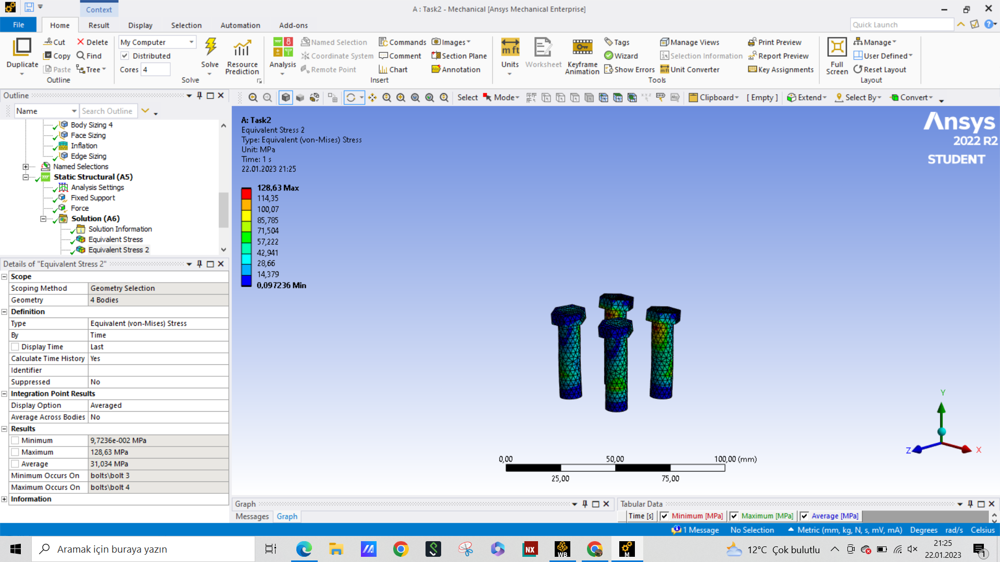 Context
A : Task2 - Mechanical [Ansys Mechanical Enterprise]
File Home Result Display Selection Automation Add-ons
Quick Launch
Duplicate
Cut
Copy
Paste
Delete
Find
Tree
Outline
My Computer
Distributed
Cores 4
Solve
Resource Prediction
Solve
Analysis
Named Selection
Coordinate System
Remote Point
Commands
Comment
Chart
Images
Section Plane
Annotation
Insert
Units
Worksheet
Keyframe Animation
Tags
Wizard
Show Errors
Manage Views
Selection Information
Unit Converter
Print Preview
Report Preview
Key Assignments
Tools
Full Screen
Manage
User Defined
Reset Layout
Layout
Outline
Select Mode Clipboard [ Empty ] Extend Select By Convert
Name Search Outline
Body Sizing 4
Face Sizing
Inflation
Edge Sizing
Named Selections
Static Structural (A5)
Analysis Settings
Fixed Support
Force
Solution (A6)
Solution Information
Equivalent Stress
Equivalent Stress 2
Details of "Equivalent Stress 2"
Scope
Scoping Method Geometry Selection
Geometry 4 Bodies
Definition
Type Equivalent (von-Mises) Stress
By Time
Display Time Last
Calculate Time History Yes
Identifier
Suppressed No
Integration Point Results
Display Option Averaged
Average Across Bodies No
Results
Minimum 9,7236e-002 MPa
Maximum 128,63 MPa
Average 31,034 MPa
Minimum Occurs On bolts\bolt 3
Maximum Occurs On bolts\bolt 4
Information
A: Task2
Equivalent Stress 2
Type: Equivalent (von-Mises) Stress
Unit: MPa
Time: 1 s
22.01.2023 21:25
128,63 Max
114,35
100,07
85,785
71,504
57,222
42,941
28,66
14,379
0,097236 Min
Ansys
2022 R2
STUDENT
Y
Z
X
0,00 50,00 100,00 (mm)
25,00 75,00
Graph
Messages Graph
Tabular Data
Time [s] Minimum [MPa] Maximum [MPa] Average [MPa]
1 Message No Selection Metric (mm, kg, N, s, mV, mA) Degrees rad/s Celsius
Aramak için buraya yazın
NX
WB
M
12°C Çok bulutlu
21:25
22.01.2023
1